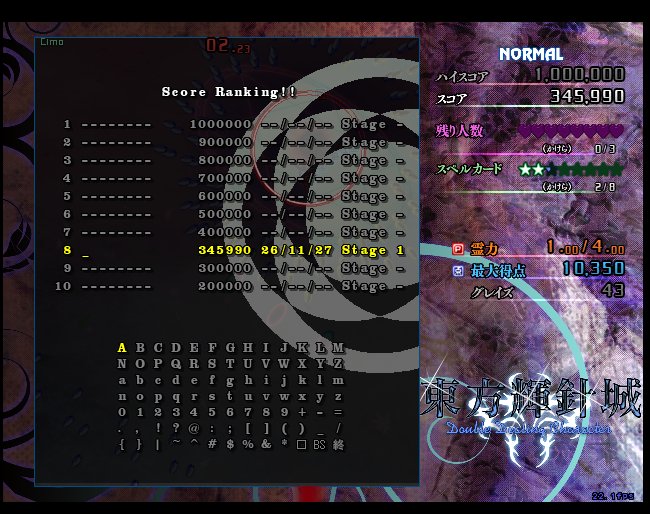 Cirno
02.23
Score Ranking!!
1 --------- 1000000 --/--/-- Stage -
2 --------- 900000 --/--/-- Stage -
3 --------- 800000 --/--/-- Stage -
4 --------- 700000 --/--/-- Stage -
5 --------- 600000 --/--/-- Stage -
6 --------- 500000 --/--/-- Stage -
7 --------- 400000 --/--/-- Stage -
8 _ 345990 26/11/27 Stage 1
9 --------- 300000 --/--/-- Stage -
10 --------- 200000 --/--/-- Stage -
A B C D E F G H I J K L M
N O P Q R S T U V W X Y Z
a b c d e f g h i j k l m
n o p q r s t u v w x y z
0 1 2 3 4 5 6 7 8 9 + - =
. , ! ? @ : ; [ ] ( ) _ /
{ } | ~ ^ # $ % & * □ BS 終
NORMAL
ハイスコア 1,000,000
スコア 345,990
残り人数
(かけら) 0/3
スペルカード ★★
(かけら) 2/8
P 霊力 1.00/4.00
最大得点 10,350
グレイズ 43
東方輝針城
Double Dealing Character
22.1fps